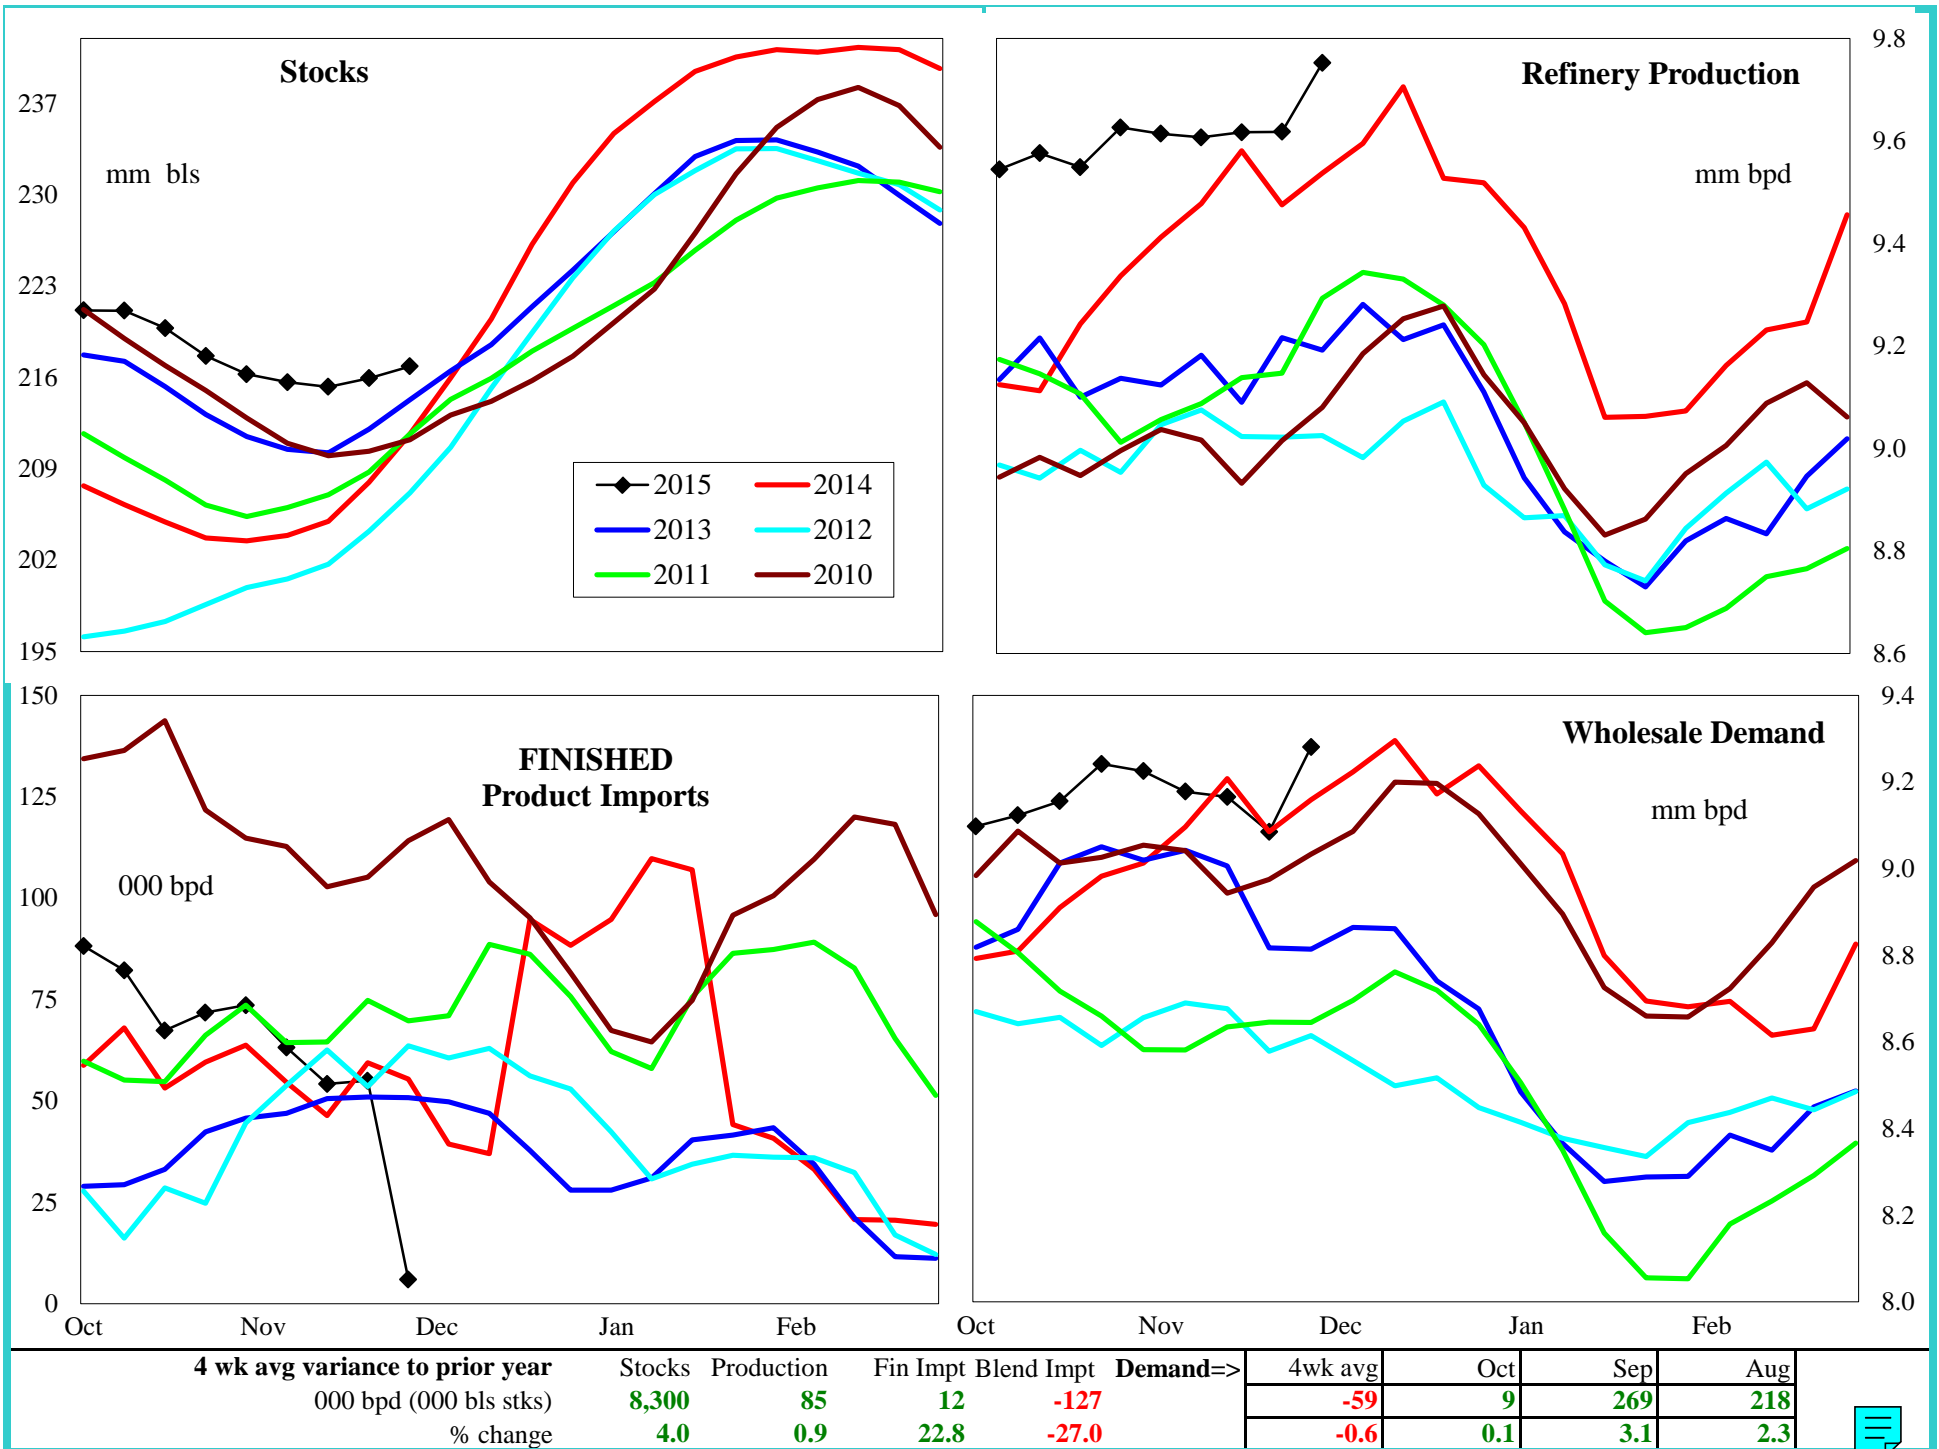 Stocks
mm bls
237
230
223
216
209
202
195
2015 2014
2013 2012
2011 2010
Refinery Production
mm bpd
9.8
9.6
9.4
9.2
9.0
8.8
8.6
FINISHED
Product Imports
000 bpd
150
125
100
75
50
25
0
Oct Nov Dec Jan Feb
Wholesale Demand
mm bpd
9.4
9.2
9.0
8.8
8.6
8.4
8.2
8.0
Oct Nov Dec Jan Feb
4 wk avg variance to prior year Stocks Production Fin Impt Blend Impt Demand=> 4wk avg Oct Sep Aug
000 bpd (000 bls stks) 8,300 85 12 -127 -59 9 269 218
% change 4.0 0.9 22.8 -27.0 -0.6 0.1 3.1 2.3